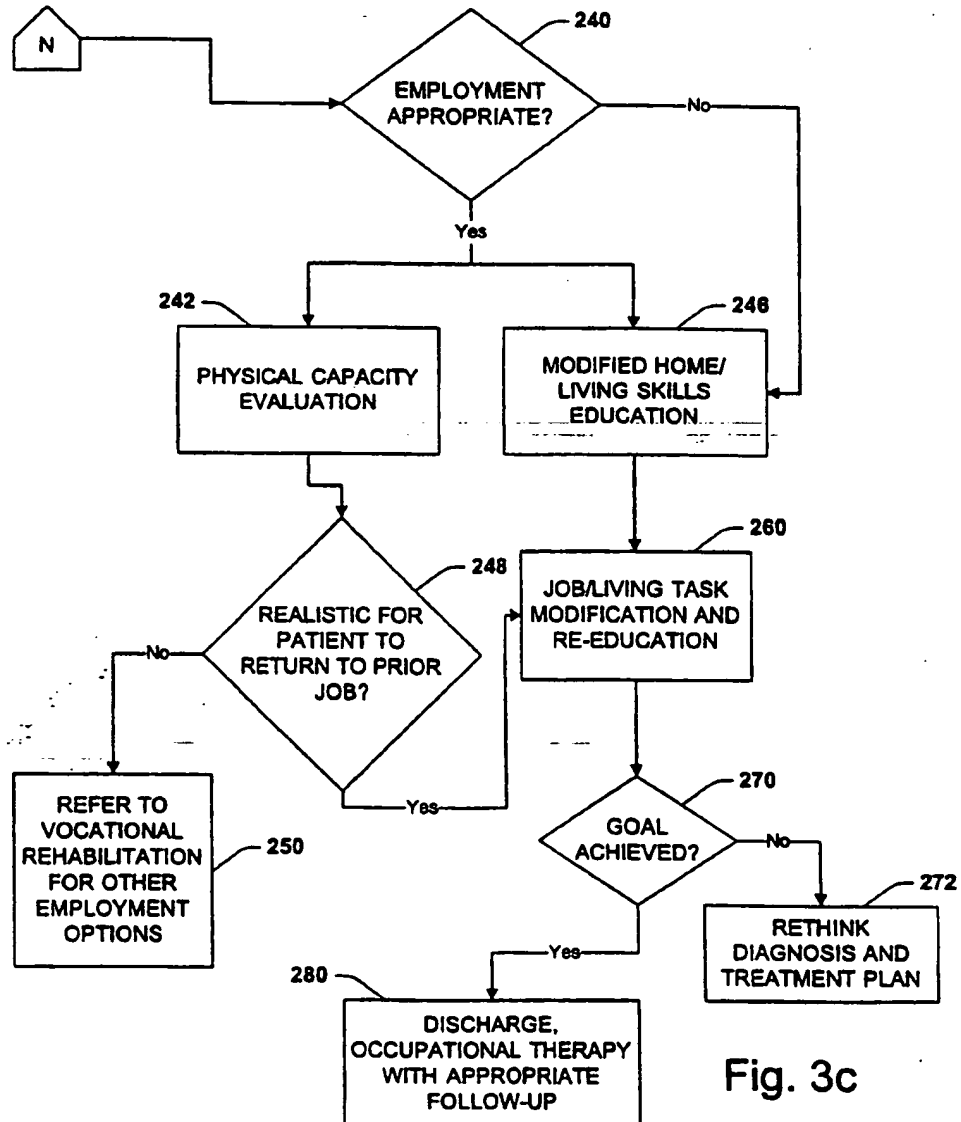 N
240
EMPLOYMENT
APPROPRIATE?
No
Yes
242
PHYSICAL CAPACITY
EVALUATION
246
MODIFIED HOME/
LIVING SKILLS
EDUCATION
248
REALISTIC FOR
PATIENT TO
RETURN TO PRIOR
JOB?
No
Yes
260
JOB/LIVING TASK
MODIFICATION AND
RE-EDUCATION
REFER TO
VOCATIONAL
REHABILITATION
FOR OTHER
EMPLOYMENT
OPTIONS
250
270
GOAL
ACHIEVED?
No
Yes
272
RETHINK
DIAGNOSIS AND
TREATMENT PLAN
280
DISCHARGE,
OCCUPATIONAL THERAPY
WITH APPROPRIATE
FOLLOW-UP
Fig. 3c